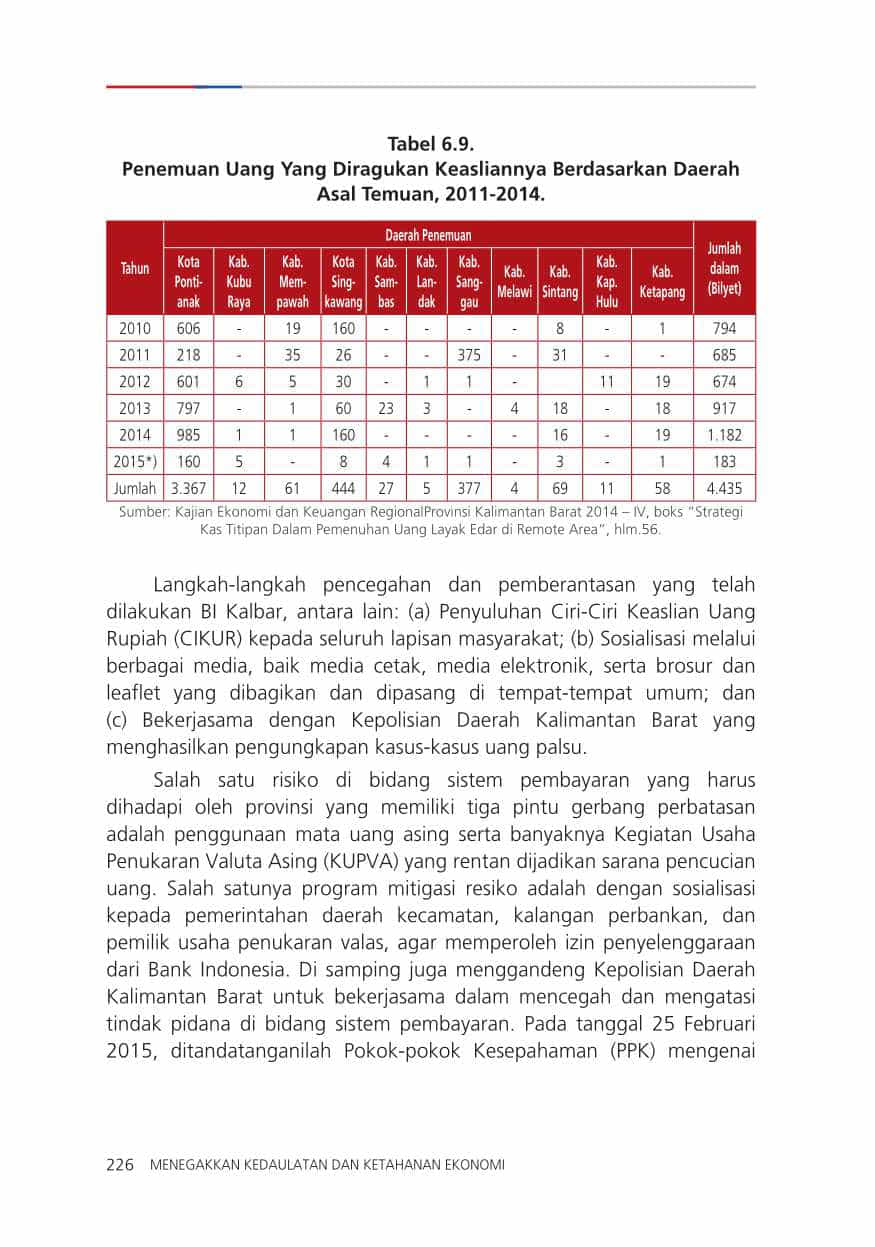 Tabel 6.9.
Penemuan Uang Yang Diragukan Keasliannya Berdasarkan Daerah
Asal Temuan, 2011-2014.
Tahun Daerah Penemuan Jumlah dalam (Bilyet)
Kota Ponti-anak Kab. Kubu Raya Kab. Mem-pawah Kota Sing-kawang Kab. Sam-bas Kab. Lan-dak Kab. Sang-gau Kab. Melawi Kab. Sintang Kab. Kap. Hulu Kab. Ketapang
2010 606 - 19 160 - - - - 8 - 1 794
2011 218 - 35 26 - - 375 - 31 - - 685
2012 601 6 5 30 - 1 1 - 11 19 674
2013 797 - 1 60 23 3 - 4 18 - 18 917
2014 985 1 1 160 - - - - 16 - 19 1.182
2015*) 160 5 - 8 4 1 1 - 3 - 1 183
Jumlah 3.367 12 61 444 27 5 377 4 69 11 58 4.435
Sumber: Kajian Ekonomi dan Keuangan RegionalProvinsi Kalimantan Barat 2014 – IV, boks “Strategi
Kas Titipan Dalam Pemenuhan Uang Layak Edar di Remote Area”, hlm.56.
Langkah-langkah pencegahan dan pemberantasan yang telah
dilakukan BI Kalbar, antara lain: (a) Penyuluhan Ciri-Ciri Keaslian Uang
Rupiah (CIKUR) kepada seluruh lapisan masyarakat; (b) Sosialisasi melalui
berbagai media, baik media cetak, media elektronik, serta brosur dan
leaflet yang dibagikan dan dipasang di tempat-tempat umum; dan
(c) Bekerjasama dengan Kepolisian Daerah Kalimantan Barat yang
menghasilkan pengungkapan kasus-kasus uang palsu.
Salah satu risiko di bidang sistem pembayaran yang harus
dihadapi oleh provinsi yang memiliki tiga pintu gerbang perbatasan
adalah penggunaan mata uang asing serta banyaknya Kegiatan Usaha
Penukaran Valuta Asing (KUPVA) yang rentan dijadikan sarana pencucian
uang. Salah satunya program mitigasi resiko adalah dengan sosialisasi
kepada pemerintahan daerah kecamatan, kalangan perbankan, dan
pemilik usaha penukaran valas, agar memperoleh izin penyelenggaraan
dari Bank Indonesia. Di samping juga menggandeng Kepolisian Daerah
Kalimantan Barat untuk bekerjasama dalam mencegah dan mengatasi
tindak pidana di bidang sistem pembayaran. Pada tanggal 25 Februari
2015, ditandatanganilah Pokok-pokok Kesepahaman (PPK) mengenai
226 MENEGAKKAN KEDAULATAN DAN KETAHANAN EKONOMI